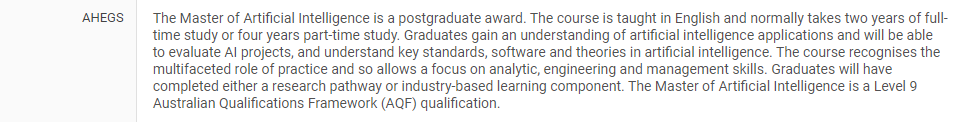 AHEGS The Master of Artificial Intelligence is a postgraduate award. The course is taught in English and normally takes two years of full-
time study or four years part-time study. Graduates gain an understanding of artificial intelligence applications and will be able
to evaluate AI projects, and understand key standards, software and theories in artificial intelligence. The course recognises the
multifaceted role of practice and so allows a focus on analytic, engineering and management skills. Graduates will have
completed either a research pathway or industry-based learning component. The Master of Artificial Intelligence is a Level 9
Australian Qualifications Framework (AQF) qualification.